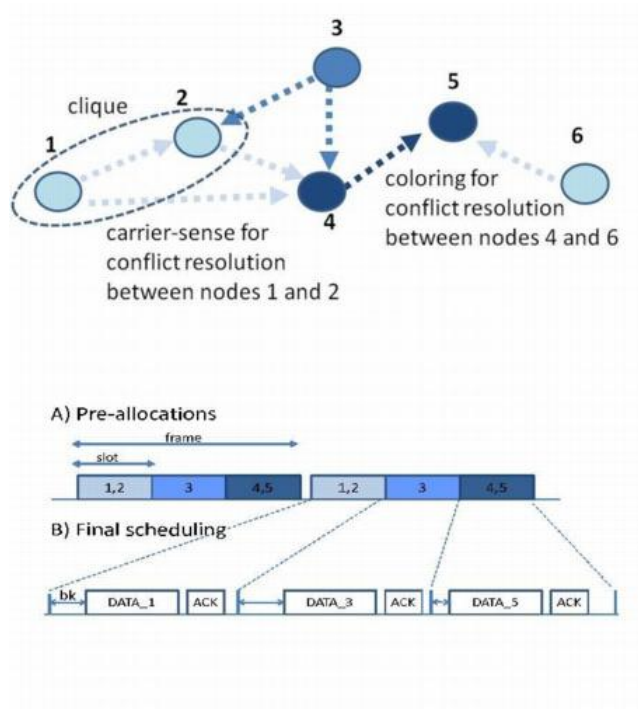 3
5
2
clique
1
6
4
coloring for
conflict resolution
between nodes 4 and 6
carrier-sense for
conflict resolution
between nodes 1 and 2
A) Pre-allocations
frame
slot
1,2 3 4,5 1,2 3 4,5
B) Final scheduling
bk DATA_1 ACK DATA_3 ACK DATA_5 ACK